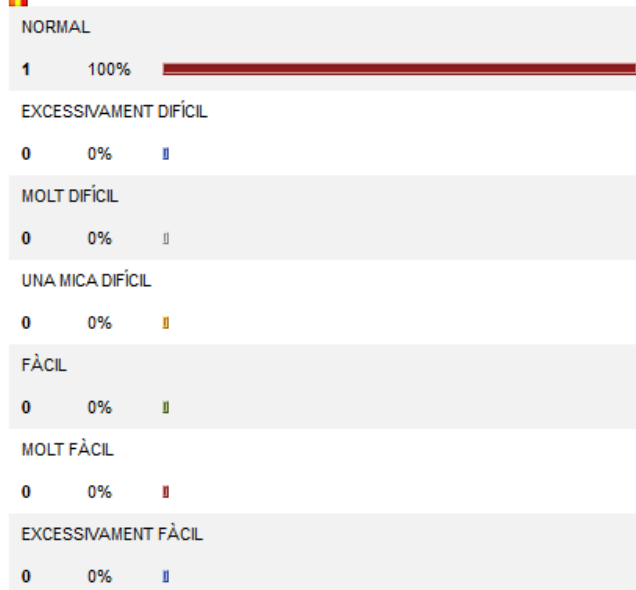 NORMAL
1 100%
EXCESSIVAMENT DIFÍCIL
0 0%
MOLT DIFÍCIL
0 0%
UNA MICA DIFÍCIL
0 0%
FÀCIL
0 0%
MOLT FÀCIL
0 0%
EXCESSIVAMENT FÀCIL
0 0%